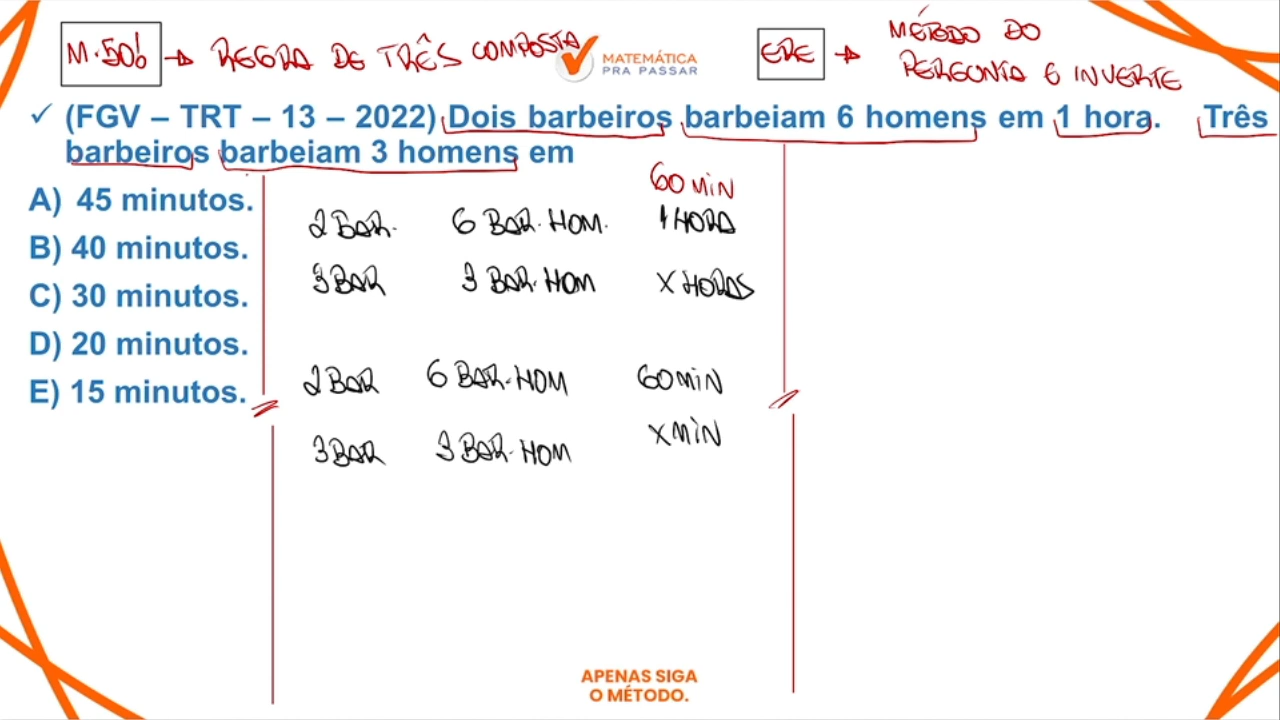 M.50! → REGRA DE TRÊS COMPOSTA
MATEMÁTICA
PRA PASSAR
ERE → MÉTODO DO
PERGUNTA E INVERTE
✓ (FGV – TRT – 13 – 2022) Dois barbeiros barbeiam 6 homens em 1 hora. Três
barbeiros barbeiam 3 homens em
A) 45 minutos.
B) 40 minutos.
C) 30 minutos.
D) 20 minutos.
E) 15 minutos.
60 MIN
2 BAR. 6 BAR. HOM. 1 HORA
3 BAR 3 BAR. HOM X HORAS
2 BAR 6 BAR. HOM 60 MIN
3 BAR 3 BAR. HOM X MIN
APENAS SIGA
O MÉTODO.